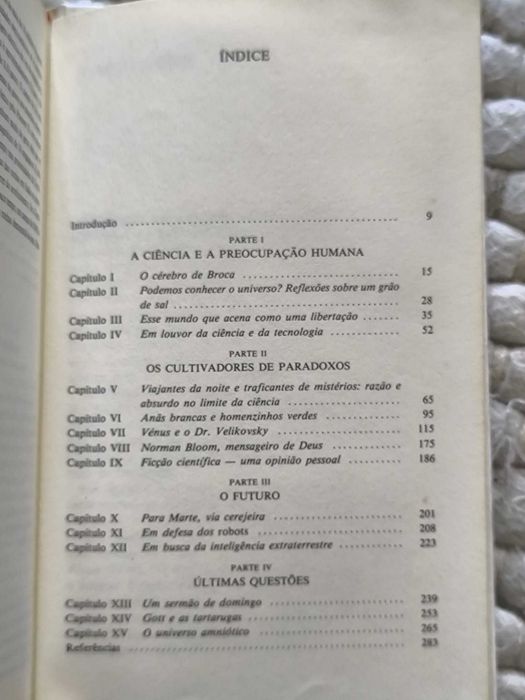 ÍNDICE
Introdução ........ 9
PARTE I
A CIÊNCIA E A PREOCUPAÇÃO HUMANA
Capítulo I O cérebro de Broca ........ 15
Capítulo II Podemos conhecer o universo? Reflexões sobre um grão
de sal ........ 28
Capítulo III Esse mundo que acena como uma libertação ........ 35
Capítulo IV Em louvor da ciência e da tecnologia ........ 52
PARTE II
OS CULTIVADORES DE PARADOXOS
Capítulo V Viajantes da noite e traficantes de mistérios: razão e
absurdo no limite da ciência ........ 65
Capítulo VI Anãs brancas e homenzinhos verdes ........ 95
Capítulo VII Vénus e o Dr. Velikovsky ........ 115
Capítulo VIII Norman Bloom, mensageiro de Deus ........ 175
Capítulo IX Ficção científica — uma opinião pessoal ........ 186
PARTE III
O FUTURO
Capítulo X Para Marte, via cerejeira ........ 201
Capítulo XI Em defesa dos robots ........ 208
Capítulo XII Em busca da inteligência extraterrestre ........ 223
PARTE IV
ÚLTIMAS QUESTÕES
Capítulo XIII Um sermão de domingo ........ 239
Capítulo XIV Gott e as tartarugas ........ 253
Capítulo XV O universo amniótico ........ 265
Referências ........ 283